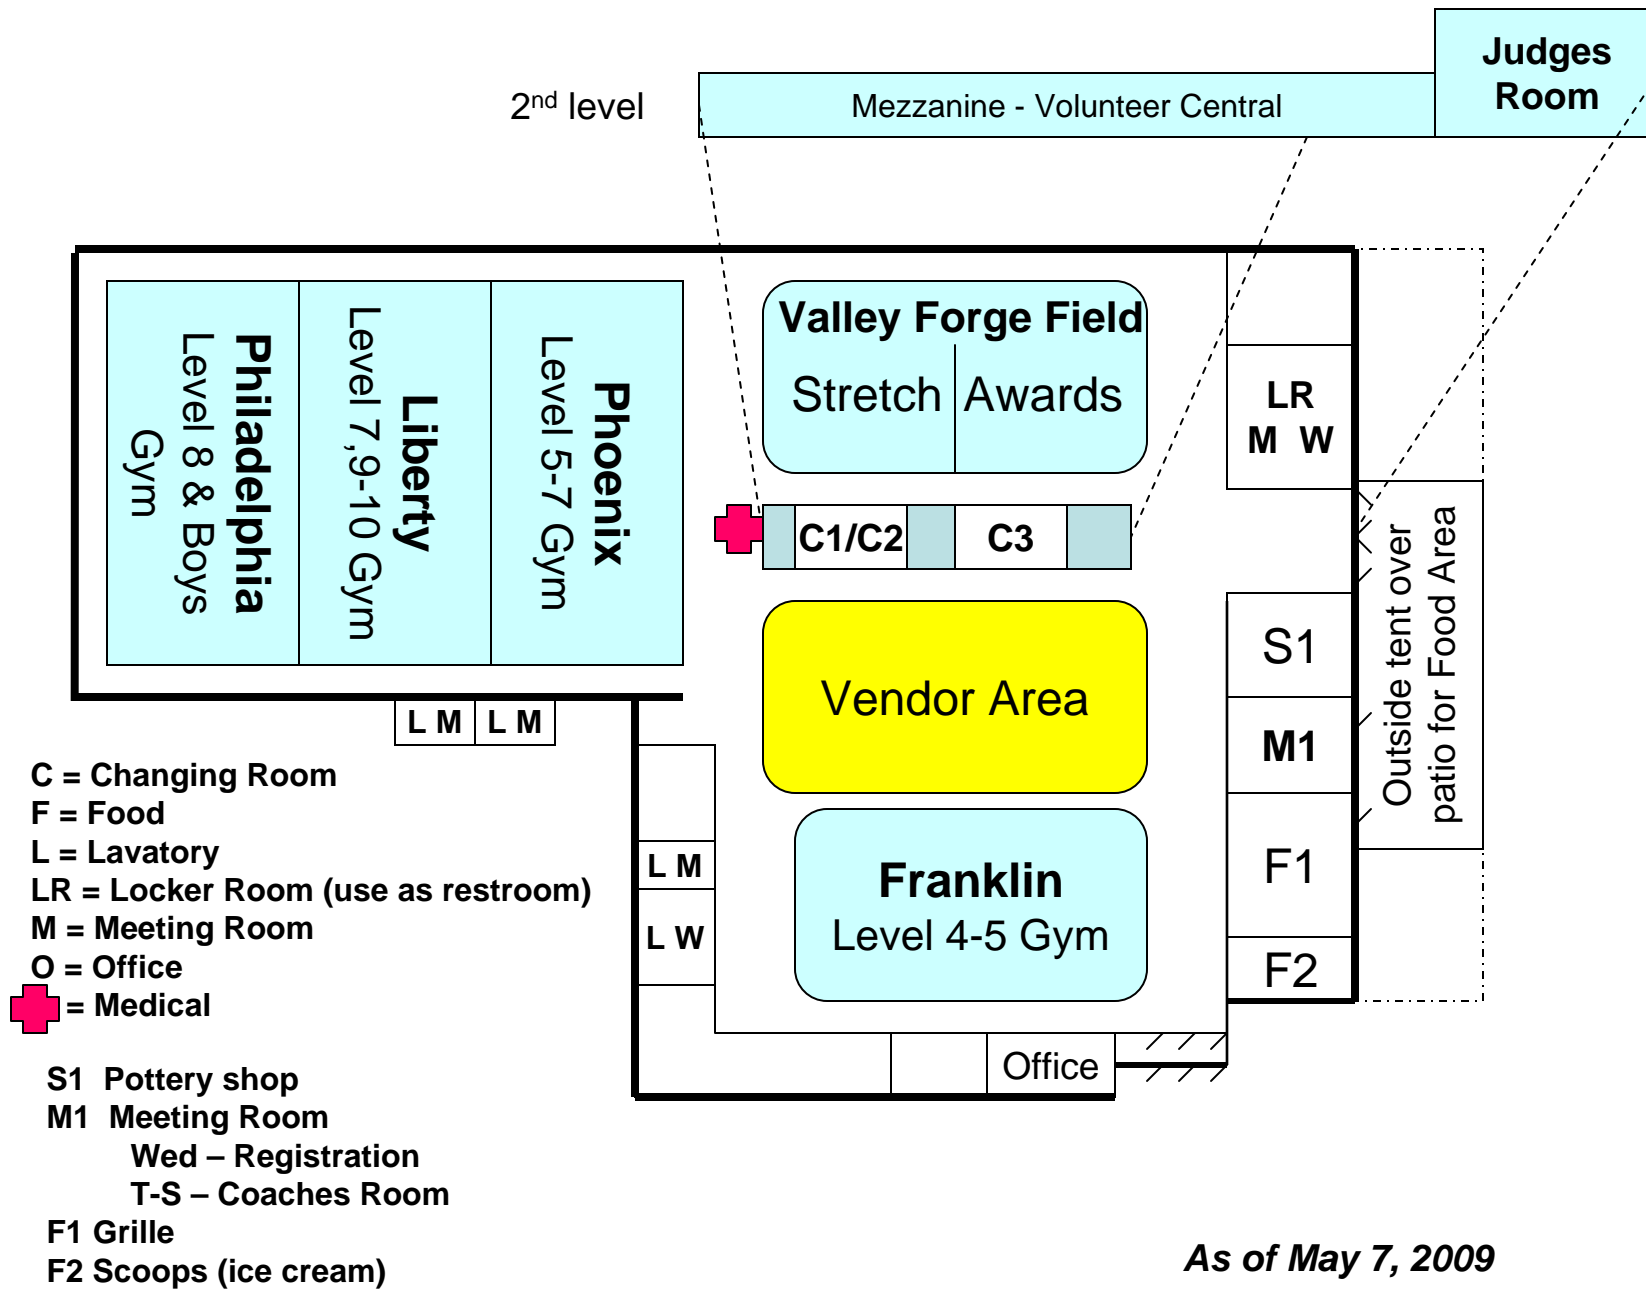 Judges
Room
2nd level
Mezzanine - Volunteer Central
Valley Forge Field
Stretch
Awards
Philadelphia
Level 8 & Boys
Gym
Liberty
Level 7,9-10 Gym
Phoenix
Level 5-7 Gym
LR
M W
C1/C2
C3
S1
Vendor Area
M1
Outside tent over
patio for Food Area
L M
L M
L M
L W
Franklin
Level 4-5 Gym
F1
F2
Office
C = Changing Room
F = Food
L = Lavatory
LR = Locker Room (use as restroom)
M = Meeting Room
O = Office
= Medical
S1 Pottery shop
M1 Meeting Room
Wed – Registration
T-S – Coaches Room
F1 Grille
F2 Scoops (ice cream)
As of May 7, 2009